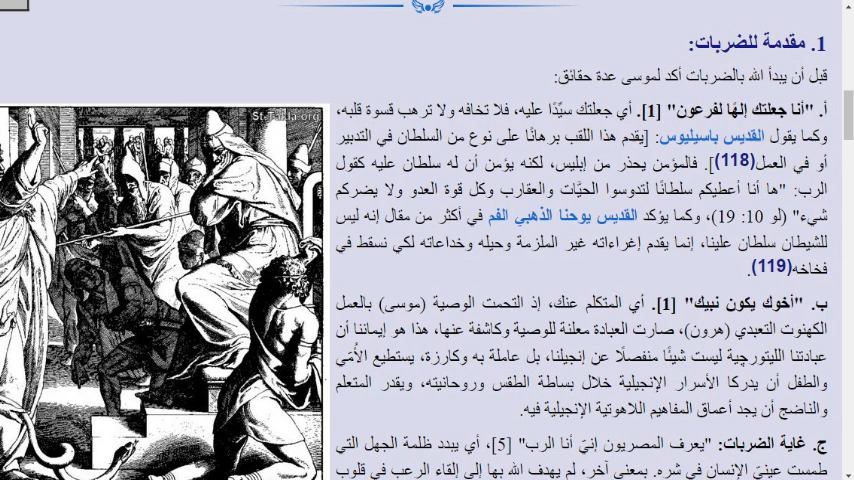 1. مقدمة للضربات:
قبل أن يبدأ الله بالضربات أكد لموسى عدة حقائق:
أ. "أنا جعلتك إلهًا لفرعون" [1]. أي جعلتك سيِّدًا عليه، فلا تخافه ولا ترهب قسوة قلبه،
وكما يقول القديس باسيليوس: [يقدم هذا اللقب برهانًا على نوع من السلطان في التدبير
أو في العمل(118)]. فالمؤمن يحذر من إبليس، لكنه يؤمن أن له سلطان عليه كقول
الرب: "ها أنا أعطيكم سلطانًا لتدوسوا الحيَّات والعقارب وكل قوة العدو ولا يضركم
شيء" (لو 10: 19)، وكما يؤكد القديس يوحنا الذهبي الفم في أكثر من مقال إنه ليس
للشيطان سلطان علينا، إنما يقدم إغراءاته غير الملزمة وحيله وخداعاته لكي نسقط في
فخاخه(119).
ب. "أخوك يكون نبيك" [1]. أي المتكلم عنك، إذ التحمت الوصية (موسى) بالعمل
الكهنوت التعبدي (هرون)، صارت العبادة معلنة للوصية وكاشفة عنها، هذا هو إيماننا أن
عبادتنا الليتورجية ليست شيئًا منفصلًا عن إنجيلنا، بل عاملة به وكارزة، يستطيع الأُمّي
والطفل أن يدركا الأسرار الإنجيلية خلال بساطة الطقس وروحانيته، ويقدر المتعلم
والناضج أن يجد أعماق المفاهيم اللاهوتية الإنجيلية فيه.
ج. غاية الضربات: "يعرف المصريون إنيّ أنا الرب" [5]، أي يبدد ظلمة الجهل التي
طمست عينيّ الإنسان في شره. بمعنى آخر، لم يهدف الله بها إلى إلقاء الرعب في قلوب
St-Takla.org